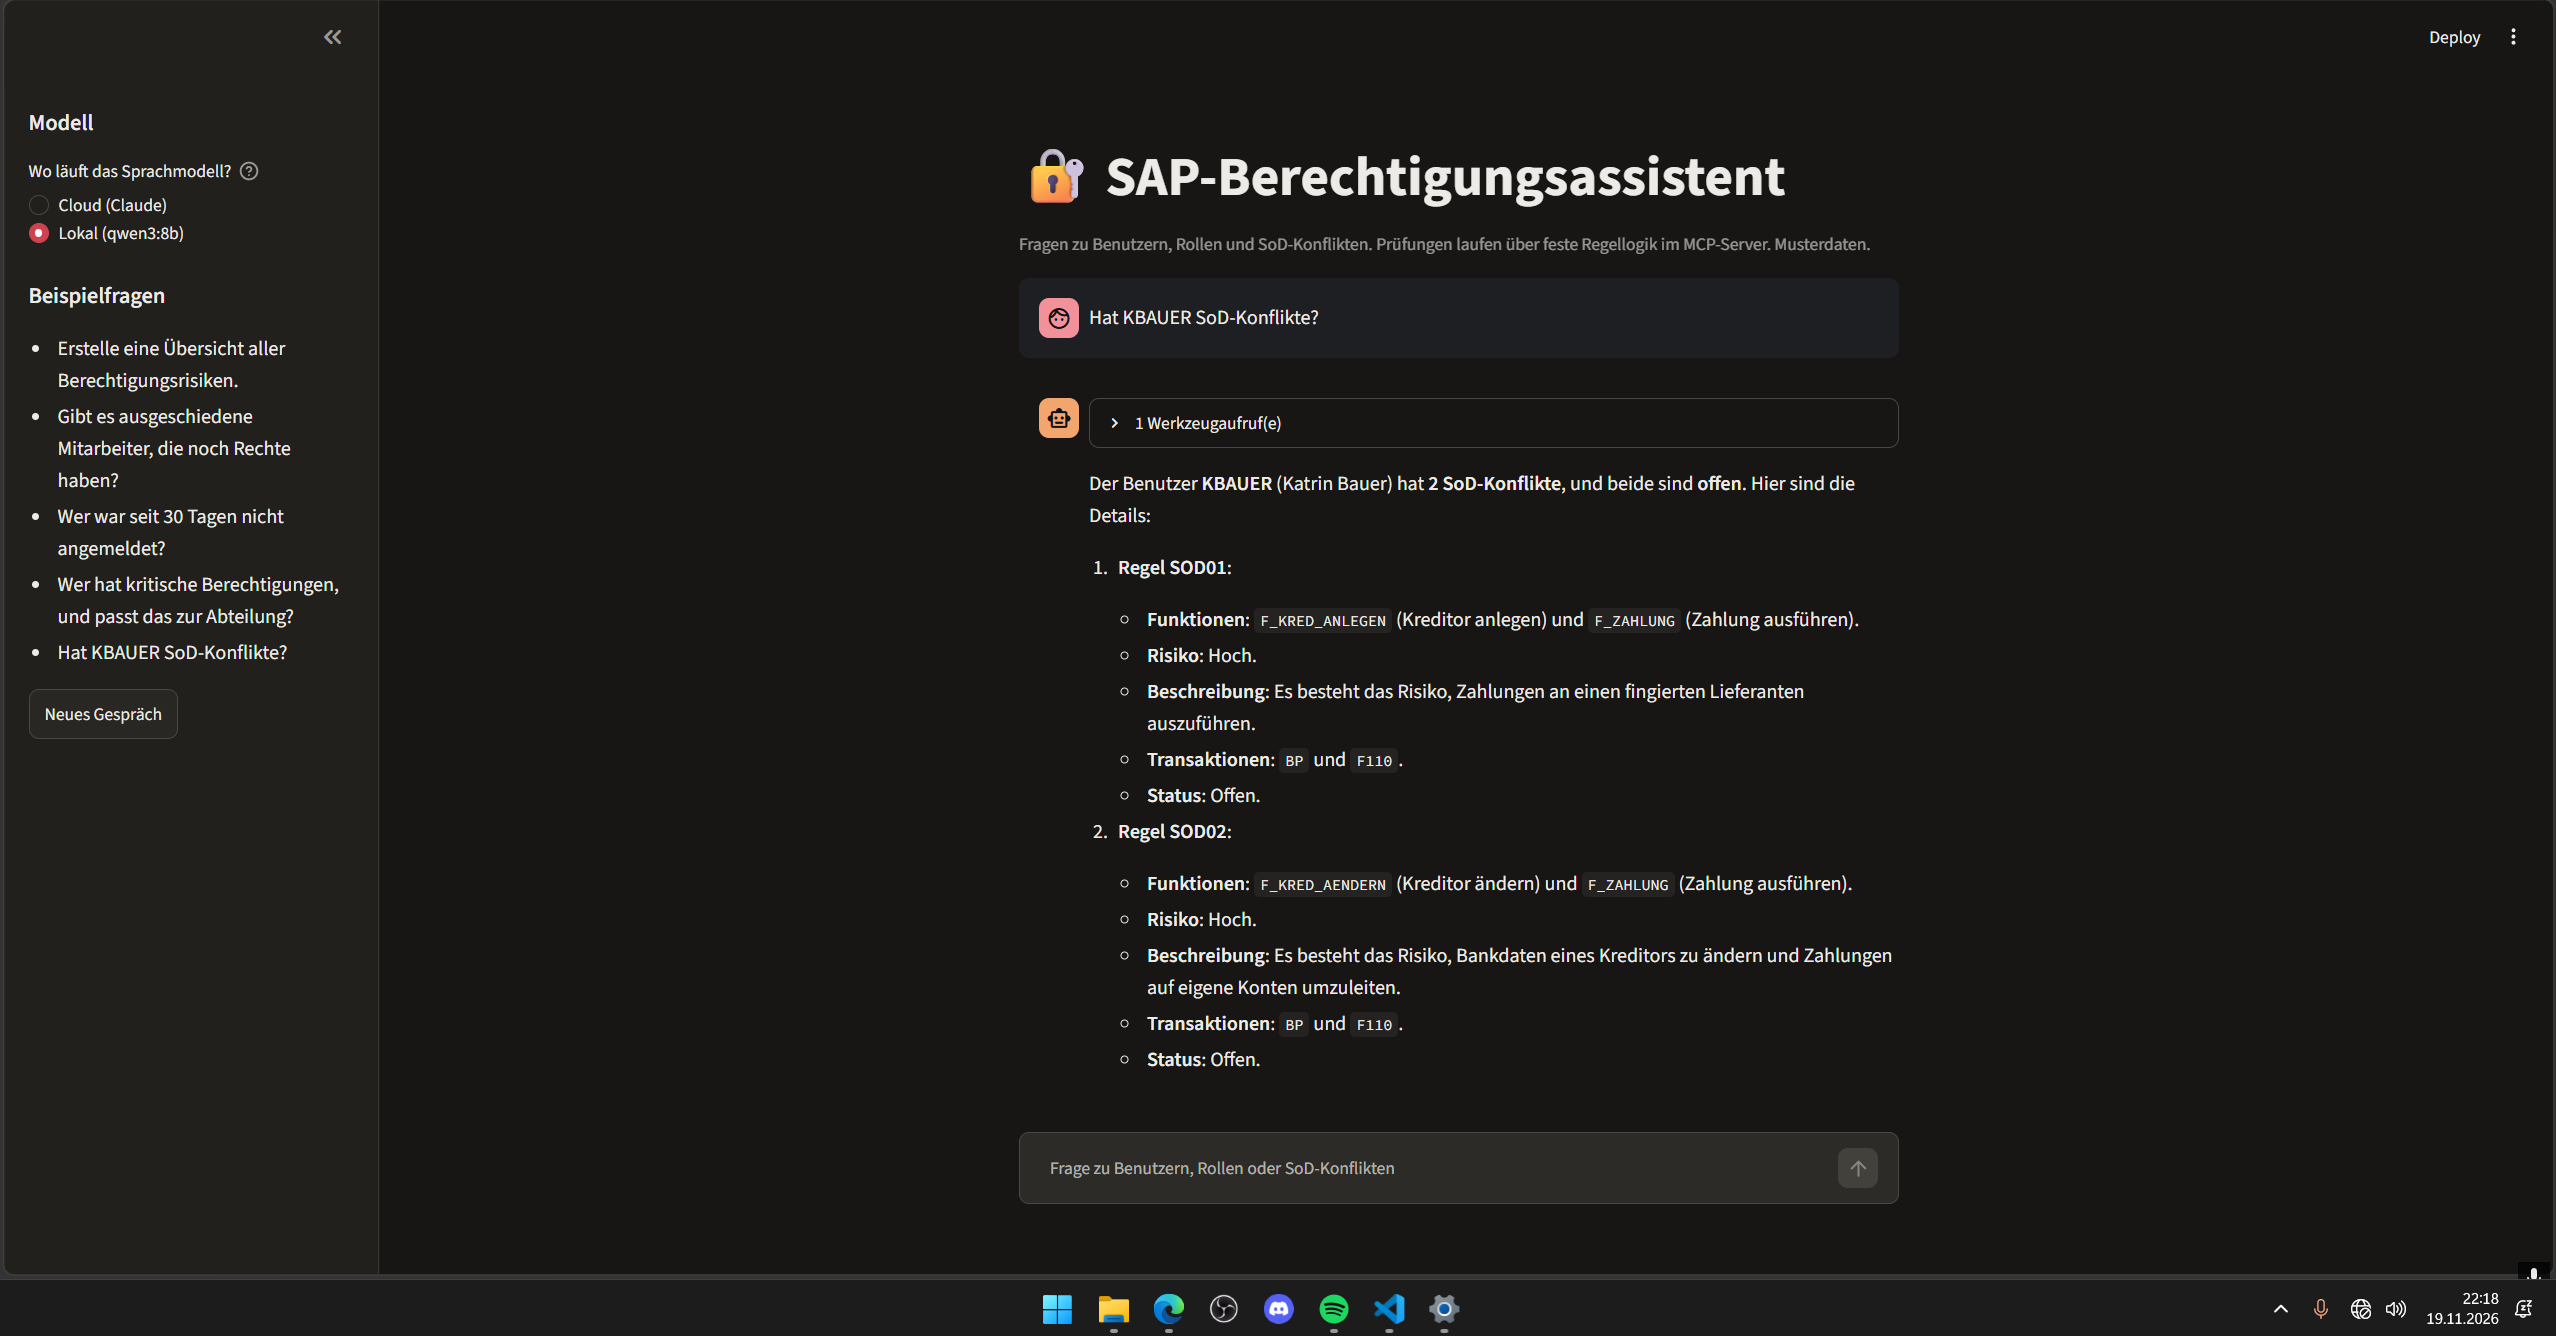 Deploy
Modell
Wo läuft das Sprachmodell?
Cloud (Claude)
Lokal (qwen3:8b)
Beispielfragen
Erstelle eine Übersicht aller
Berechtigungsrisiken.
Gibt es ausgeschiedene
Mitarbeiter, die noch Rechte
haben?
Wer war seit 30 Tagen nicht
angemeldet?
Wer hat kritische Berechtigungen,
und passt das zur Abteilung?
Hat KBAUER SoD-Konflikte?
Neues Gespräch
SAP-Berechtigungsassistent
Fragen zu Benutzern, Rollen und SoD-Konflikten. Prüfungen laufen über feste Regellogik im MCP-Server. Musterdaten.
Hat KBAUER SoD-Konflikte?
1 Werkzeugaufruf(e)
Der Benutzer KBAUER (Katrin Bauer) hat 2 SoD-Konflikte, und beide sind offen. Hier sind die
Details:
1. Regel SOD01:
Funktionen: F_KRED_ANLEGEN (Kreditor anlegen) und F_ZAHLUNG (Zahlung ausführen).
Risiko: Hoch.
Beschreibung: Es besteht das Risiko, Zahlungen an einen fingierten Lieferanten
auszuführen.
Transaktionen: BP und F110.
Status: Offen.
2. Regel SOD02:
Funktionen: F_KRED_AENDERN (Kreditor ändern) und F_ZAHLUNG (Zahlung ausführen).
Risiko: Hoch.
Beschreibung: Es besteht das Risiko, Bankdaten eines Kreditors zu ändern und Zahlungen
auf eigene Konten umzuleiten.
Transaktionen: BP und F110.
Status: Offen.
Frage zu Benutzern, Rollen oder SoD-Konflikten
22:18
19.11.2026